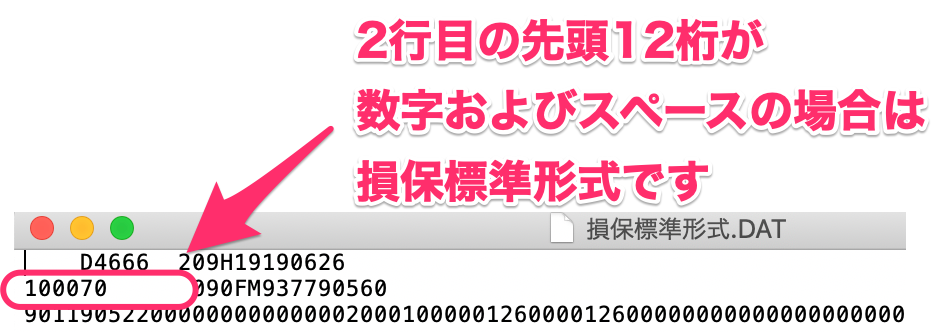 2行目の先頭12桁が
数字およびスペースの場合は
損保標準形式です
損保標準形式.DAT
D4666  209H19190626
100070      090FM937790560
9011905220000000000000200010000012600001260000000000000000